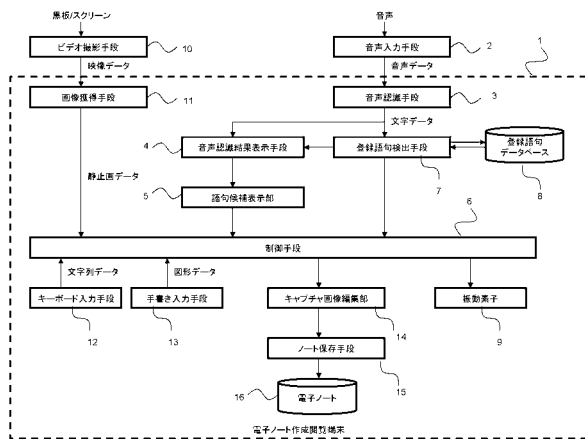 黒板/スクリーン
音声
1
ビデオ撮影手段
10
音声入力手段
2
映像データ
音声データ
画像獲得手段
11
音声認識手段
3
文字データ
4
音声認識結果表示手段
登録語句検出手段
登録語句
データベース
7
8
静止画データ
5
語句候補表示部
6
制御手段
文字列データ
図形データ
キーボード入力手段
手書き入力手段
キャプチャ画像編集部
振動素子
12
13
14
9
ノート保存手段
15
16
電子ノート
電子ノート作成閲覧端末